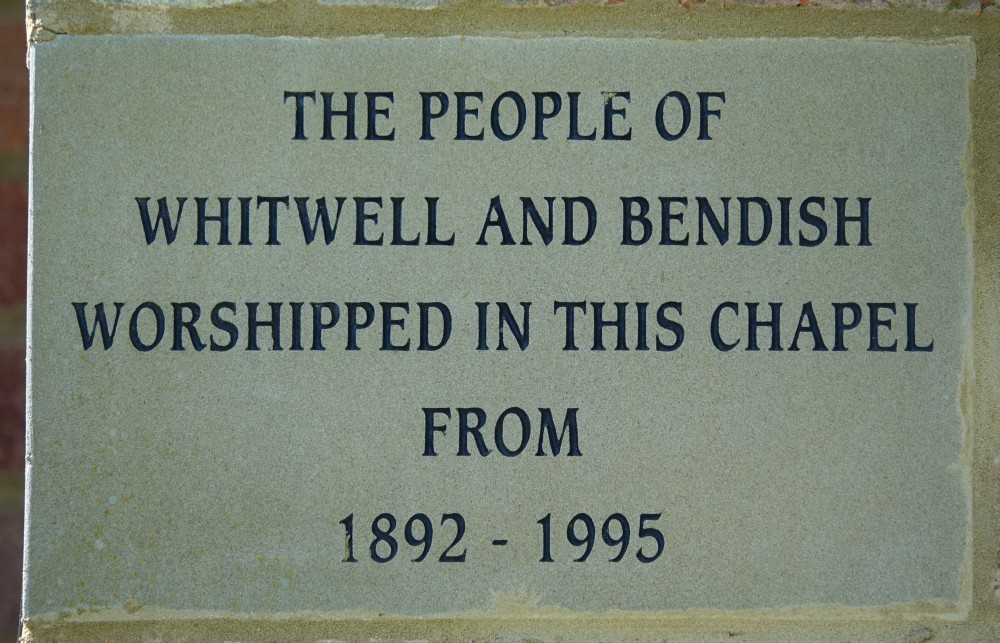 THE PEOPLE OF
WHITWELL AND BENDISH
WORSHIPPED IN THIS CHAPEL
FROM
1892 - 1995